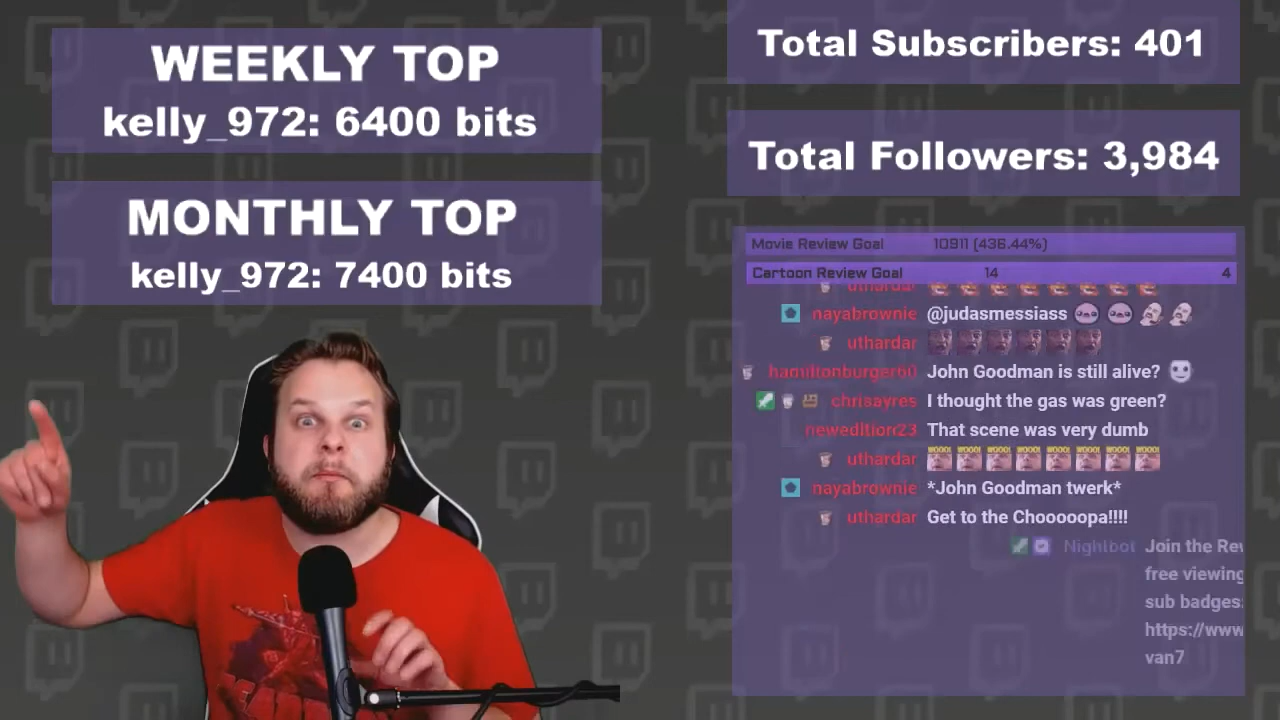 WEEKLY TOP
kelly_972: 6400 bits
MONTHLY TOP
kelly_972: 7400 bits
Total Subscribers: 401
Total Followers: 3,984
Movie Review Goal 10911 (436.44%)
Cartoon Review Goal 14 4
uthardar
nayabrownie @judasmessiass
uthardar
hamiltonburger60 John Goodman is still alive?
chrisayres I thought the gas was green?
newedition23 That scene was very dumb
uthardar
nayabrownie *John Goodman twerk*
uthardar Get to the Chooooopa!!!!
Nightbot Join the Rev
free viewing
sub badges:
https://www
van7